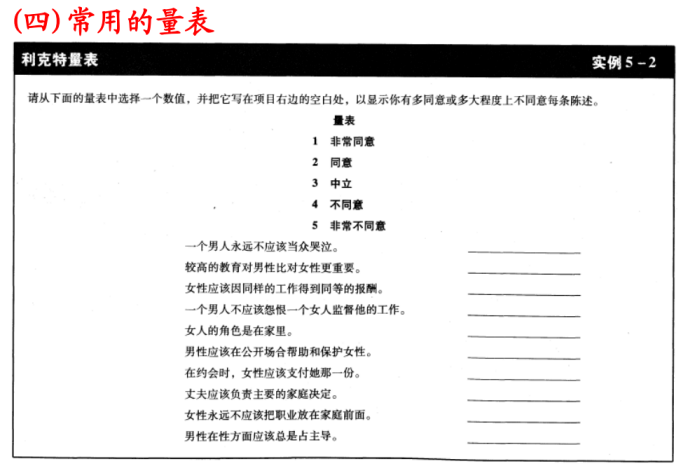 (四)常用的量表
利克特量表 实例5-2
请从下面的量表中选择一个数值，并把它写在项目右边的空白处，以显示你有多同意或多大程度上不同意每条陈述。
量表
1 非常同意
2 同意
3 中立
4 不同意
5 非常不同意
一个男人永远不应该当众哭泣。
较高的教育对男性比对女性更重要。
女性应该因同样的工作得到同等的报酬。
一个男人不应该怨恨一个女人监督他的工作。
女人的角色是在家里。
男性应该在公开场合帮助和保护女性。
在约会时，女性应该支付她那一份。
丈夫应该负责主要的家庭决定。
女性永远不应该把职业放在家庭前面。
男性在性方面应该总是占主导。